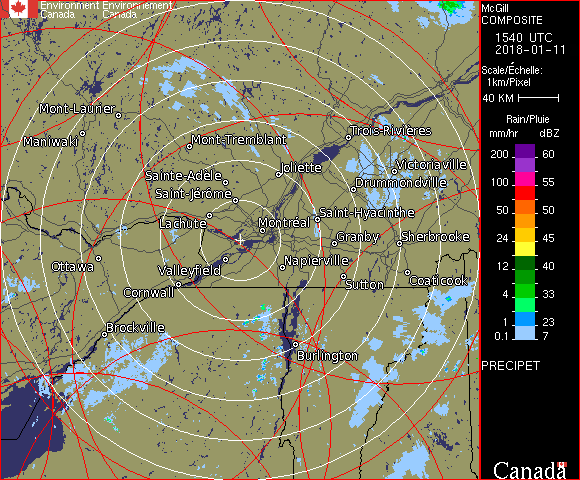 Environment Environnement
Canada Canada
McGill
COMPOSITE
1540 UTC
2018-01-11
Scale/Échelle:
1km/Pixel
40 KM
Rain/Pluie
mm/hr dBZ
200 60
150 57
100 55
50 50
24 45
12 40
4 33
1 23
0.1 7
PRECIPET
Canada
Mont-Laurier
Maniwaki
Mont-Tremblant
Trois-Rivières
Joliette
Victoriaville
Sainte-Adèle
Drummondville
Saint-Jérôme
Lachute
Saint-Hyacinthe
Montréal
Granby
Sherbrooke
Ottawa
Valleyfield
Napierville
Coaticook
Cornwall
Sutton
Brockville
Burlington